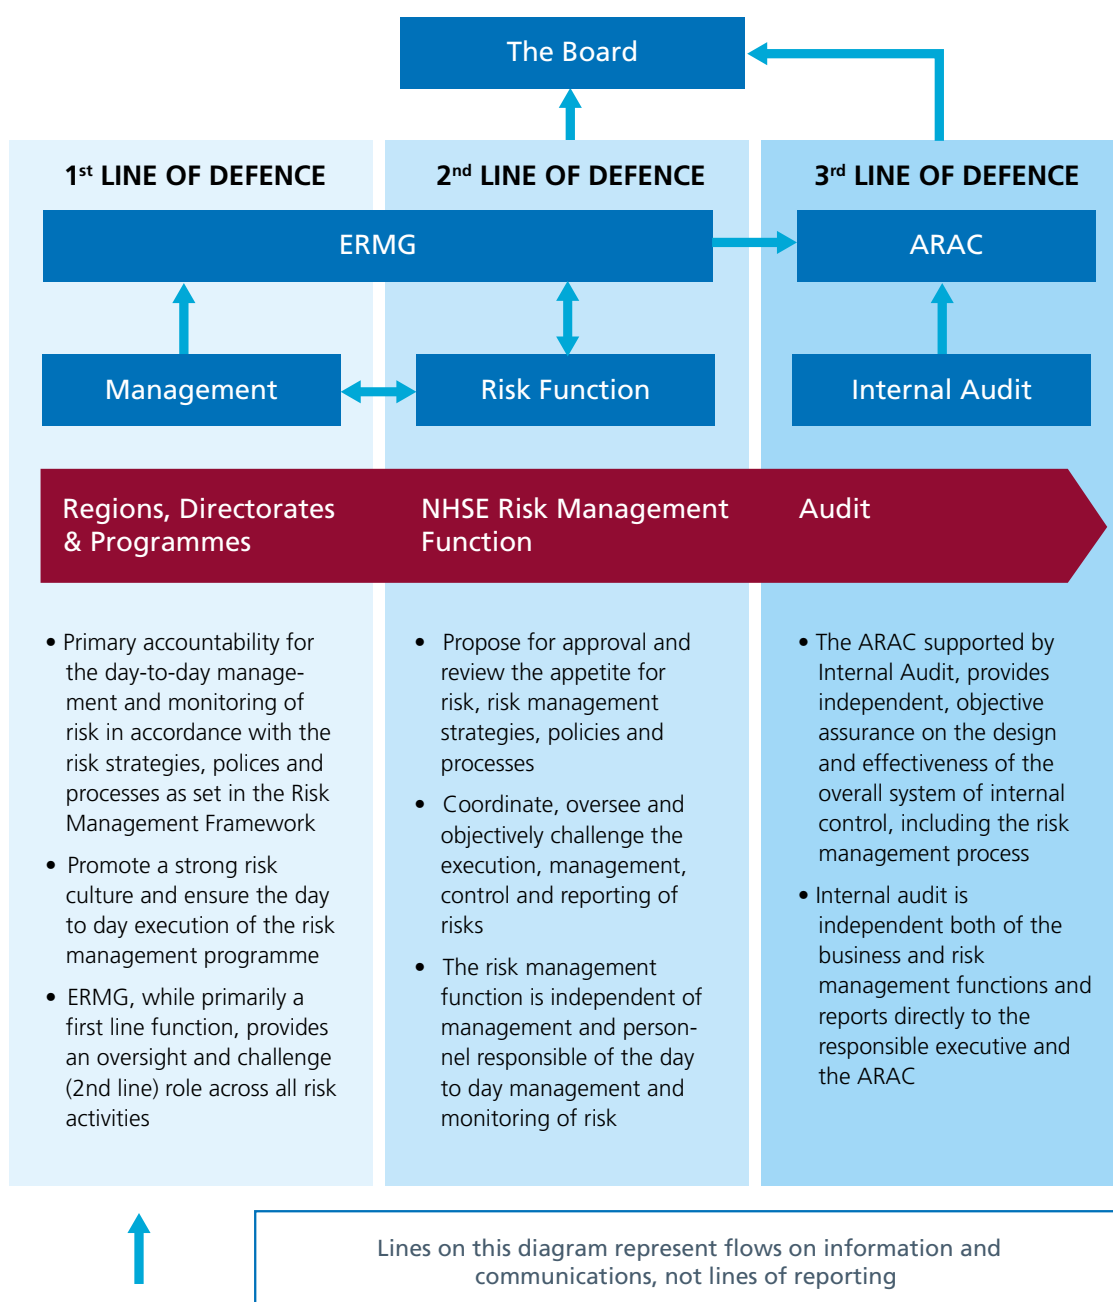 The Board
1st LINE OF DEFENCE
2nd LINE OF DEFENCE
3rd LINE OF DEFENCE
ERMG
ARAC
Management
Risk Function
Internal Audit
Regions, Directorates
& Programmes
NHSE Risk Management
Function
Audit
• Primary accountability for
the day-to-day manage-
ment and monitoring of
risk in accordance with the
risk strategies, polices and
processes as set in the Risk
Management Framework
• Promote a strong risk
culture and ensure the day
to day execution of the risk
management programme
• ERMG, while primarily a
first line function, provides
an oversight and challenge
(2nd line) role across all risk
activities
• Propose for approval and
review the appetite for
risk, risk management
strategies, policies and
processes
• Coordinate, oversee and
objectively challenge the
execution, management,
control and reporting of
risks
• The risk management
function is independent of
management and person-
nel responsible of the day
to day management and
monitoring of risk
• The ARAC supported by
Internal Audit, provides
independent, objective
assurance on the design
and effectiveness of the
overall system of internal
control, including the risk
management process
• Internal audit is
independent both of the
business and risk
management functions and
reports directly to the
responsible executive and
the ARAC
Lines on this diagram represent flows on information and
communications, not lines of reporting